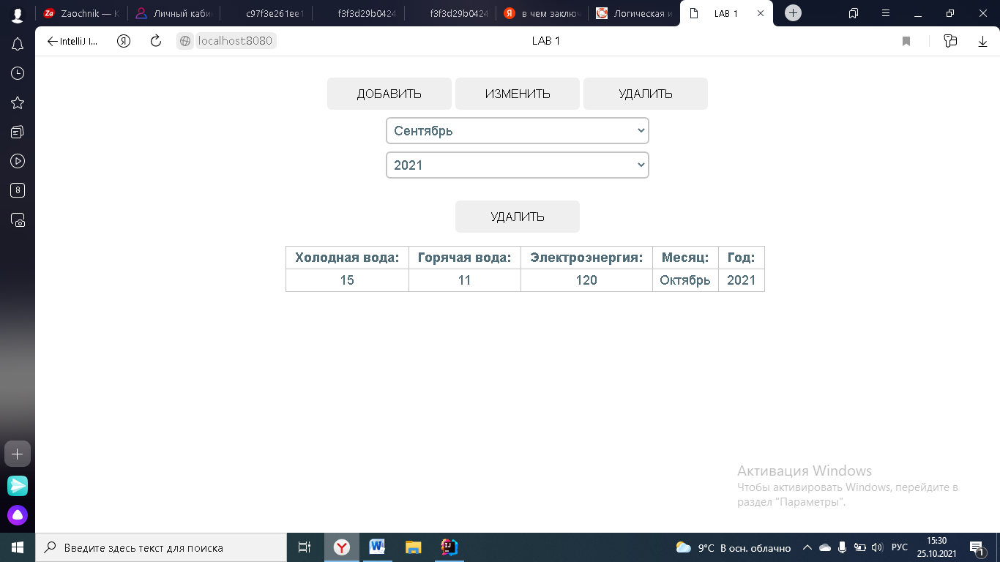 Zaochnik — К
Личный каби
c97f3e261ee1
f3f3d29b0424
f3f3d29b0424
в чем заключ
Логическая и
LAB 1
IntelliJ I...
localhost:8080
LAB 1
ДОБАВИТЬ ИЗМЕНИТЬ УДАЛИТЬ
Сентябрь
2021
УДАЛИТЬ
Холодная вода: Горячая вода: Электроэнергия: Месяц: Год:
15 11 120 Октябрь 2021
8
Активация Windows
Чтобы активировать Windows, перейдите в
раздел "Параметры".
Введите здесь текст для поиска
9°C В осн. облачно
РУС
15:30
25.10.2021
1